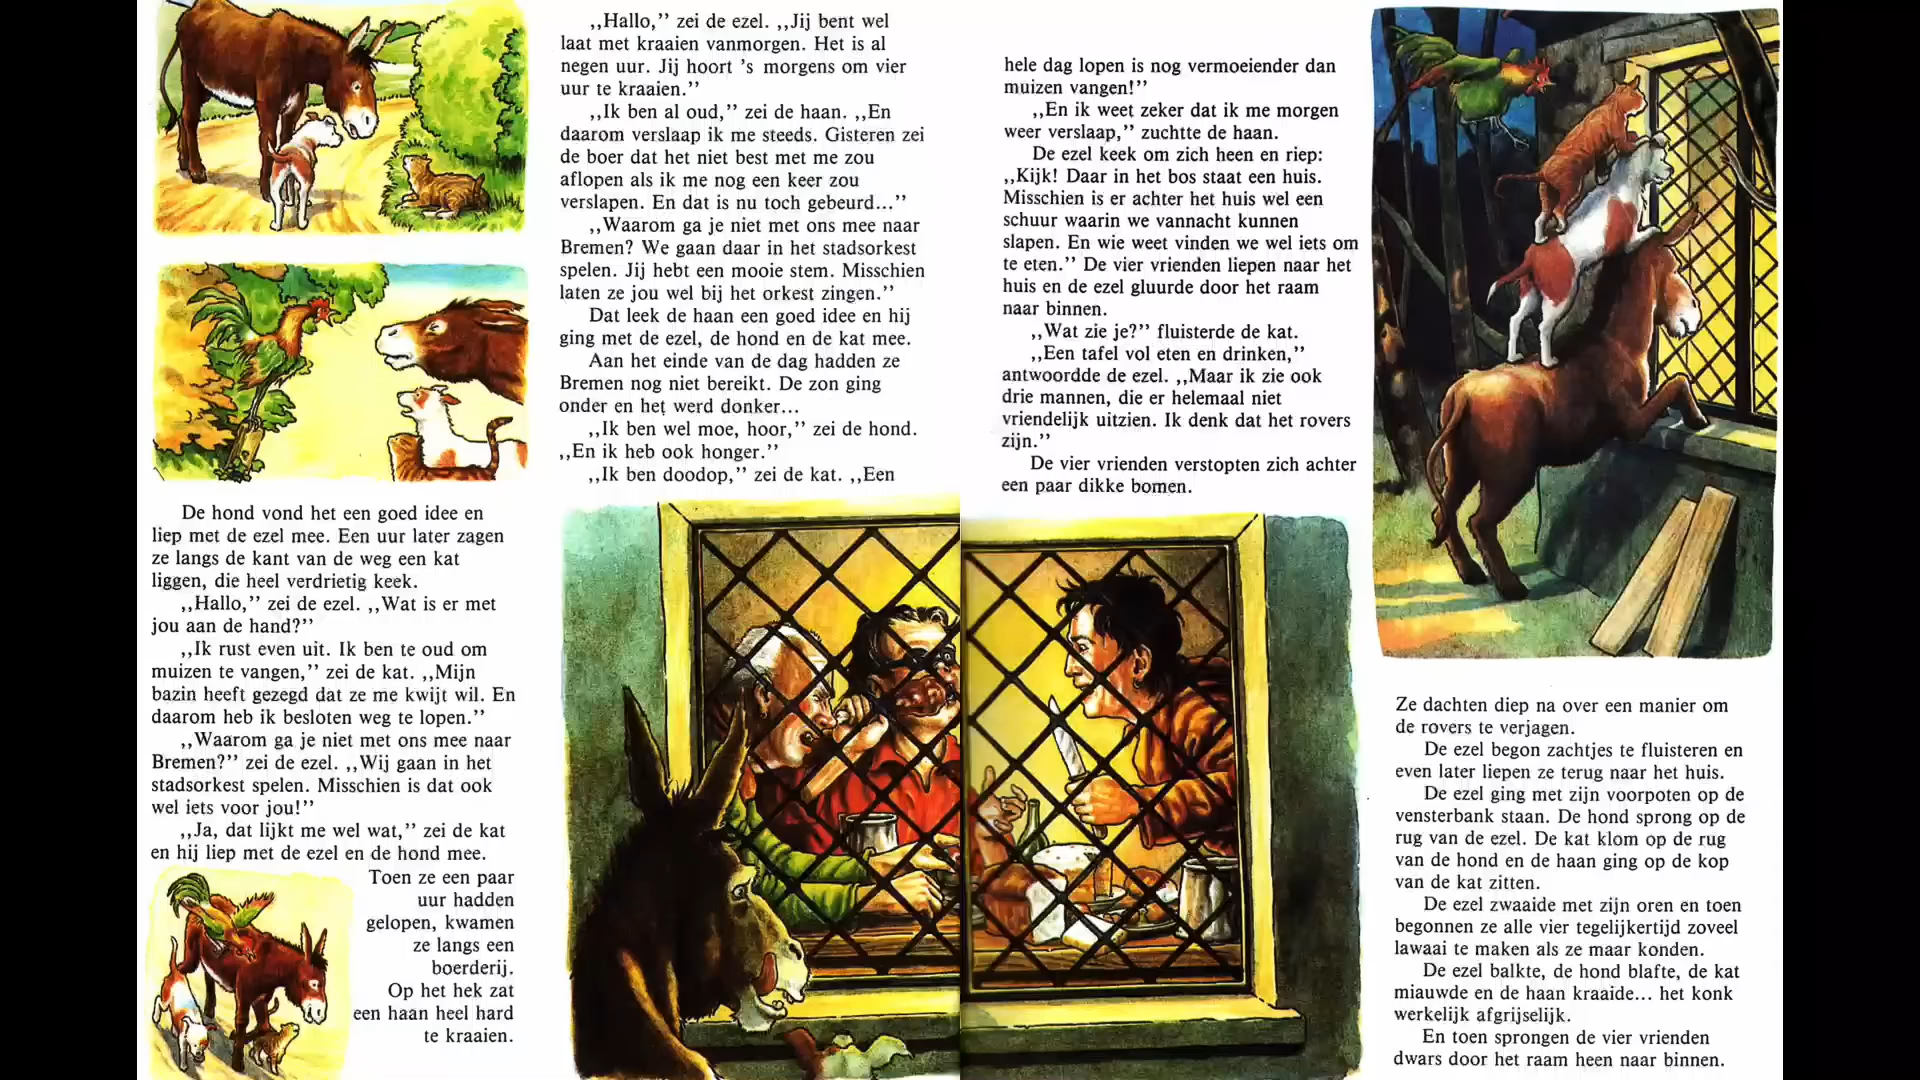 De hond vond het een goed idee en
liep met de ezel mee. Een uur later zagen
ze langs de kant van de weg een kat
liggen, die heel verdrietig keek.
,,Hallo,’’ zei de ezel. ,,Wat is er met
jou aan de hand?’’
,,Ik rust even uit. Ik ben te oud om
muizen te vangen,’’ zei de kat. ,,Mijn
bazin heeft gezegd dat ze me kwijt wil. En
daarom heb ik besloten weg te lopen.’’
,,Waarom ga je niet met ons mee naar
Bremen?’’ zei de ezel. ,,Wij gaan in het
stadsorkest spelen. Misschien is dat ook
wel iets voor jou!’’
,,Ja, dat lijkt me wel wat,’’ zei de kat
en hij liep met de ezel en de hond mee.
Toen ze een paar
uur hadden
gelopen, kwamen
ze langs een
boerderij.
Op het hek zat
een haan heel hard
te kraaien.
,,Hallo,’’ zei de ezel. ,,Jij bent wel
laat met kraaien vanmorgen. Het is al
negen uur. Jij hoort ’s morgens om vier
uur te kraaien.’’
,,Ik ben al oud,’’ zei de haan. ,,En
daarom verslaap ik me steeds. Gisteren zei
de boer dat het niet best met me zou
aflopen als ik me nog een keer zou
verslapen. En dat is nu toch gebeurd...’’
,,Waarom ga je niet met ons mee naar
Bremen? We gaan daar in het stadsorkest
spelen. Jij hebt een mooie stem. Misschien
laten ze jou wel bij het orkest zingen.’’
Dat leek de haan een goed idee en hij
ging met de ezel, de hond en de kat mee.
Aan het einde van de dag hadden ze
Bremen nog niet bereikt. De zon ging
onder en het werd donker...
,,Ik ben wel moe, hoor,’’ zei de hond.
,,En ik heb ook honger.’’
,,Ik ben doodop,’’ zei de kat. ,,Een
hele dag lopen is nog vermoeiender dan
muizen vangen!’’
,,En ik weet zeker dat ik me morgen
weer verslaap,’’ zuchtte de haan.
De ezel keek om zich heen en riep:
,,Kijk! Daar in het bos staat een huis.
Misschien is er achter het huis wel een
schuur waarin we vannacht kunnen
slapen. En wie weet vinden we wel iets om
te eten.’’ De vier vrienden liepen naar het
huis en de ezel gluurde door het raam
naar binnen.
,,Wat zie je?’’ fluisterde de kat.
,,Een tafel vol eten en drinken,’’
antwoordde de ezel. ,,Maar ik zie ook
drie mannen, die er helemaal niet
vriendelijk uitzien. Ik denk dat het rovers
zijn.’’
De vier vrienden verstopten zich achter
een paar dikke bomen.
Ze dachten diep na over een manier om
de rovers te verjagen.
De ezel begon zachtjes te fluisteren en
even later liepen ze terug naar het huis.
De ezel ging met zijn voorpoten op de
vensterbank staan. De hond sprong op de
rug van de ezel. De kat klom op de rug
van de hond en de haan ging op de kop
van de kat zitten.
De ezel zwaaide met zijn oren en toen
begonnen ze alle vier tegelijkertijd zoveel
lawaai te maken als ze maar konden.
De ezel balkte, de hond blafte, de kat
miauwde en de haan kraaide... het konk
werkelijk afgrijselijk.
En toen sprongen de vier vrienden
dwars door het raam heen naar binnen.